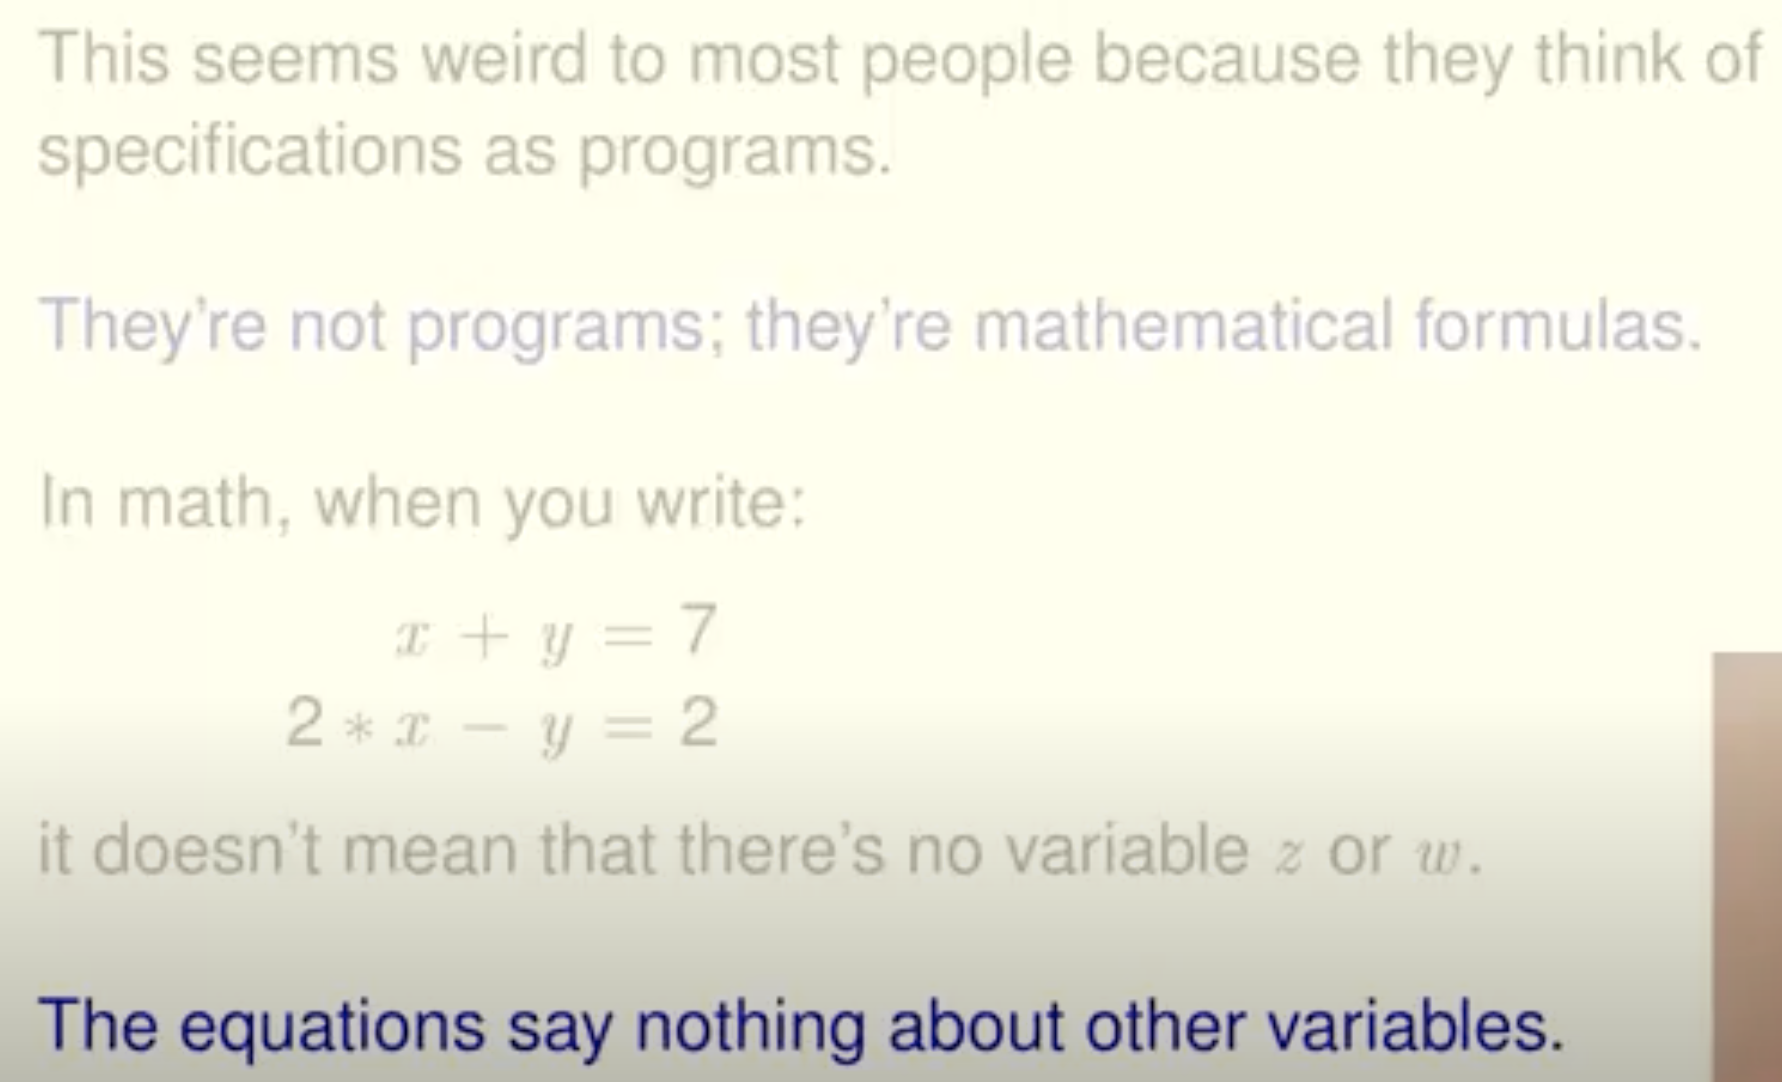 This seems weird to most people because they think of
specifications as programs.
They're not programs; they're mathematical formulas.
In math, when you write:
x + y = 7
2 * x − y = 2
it doesn't mean that there's no variable z or w.
The equations say nothing about other variables.